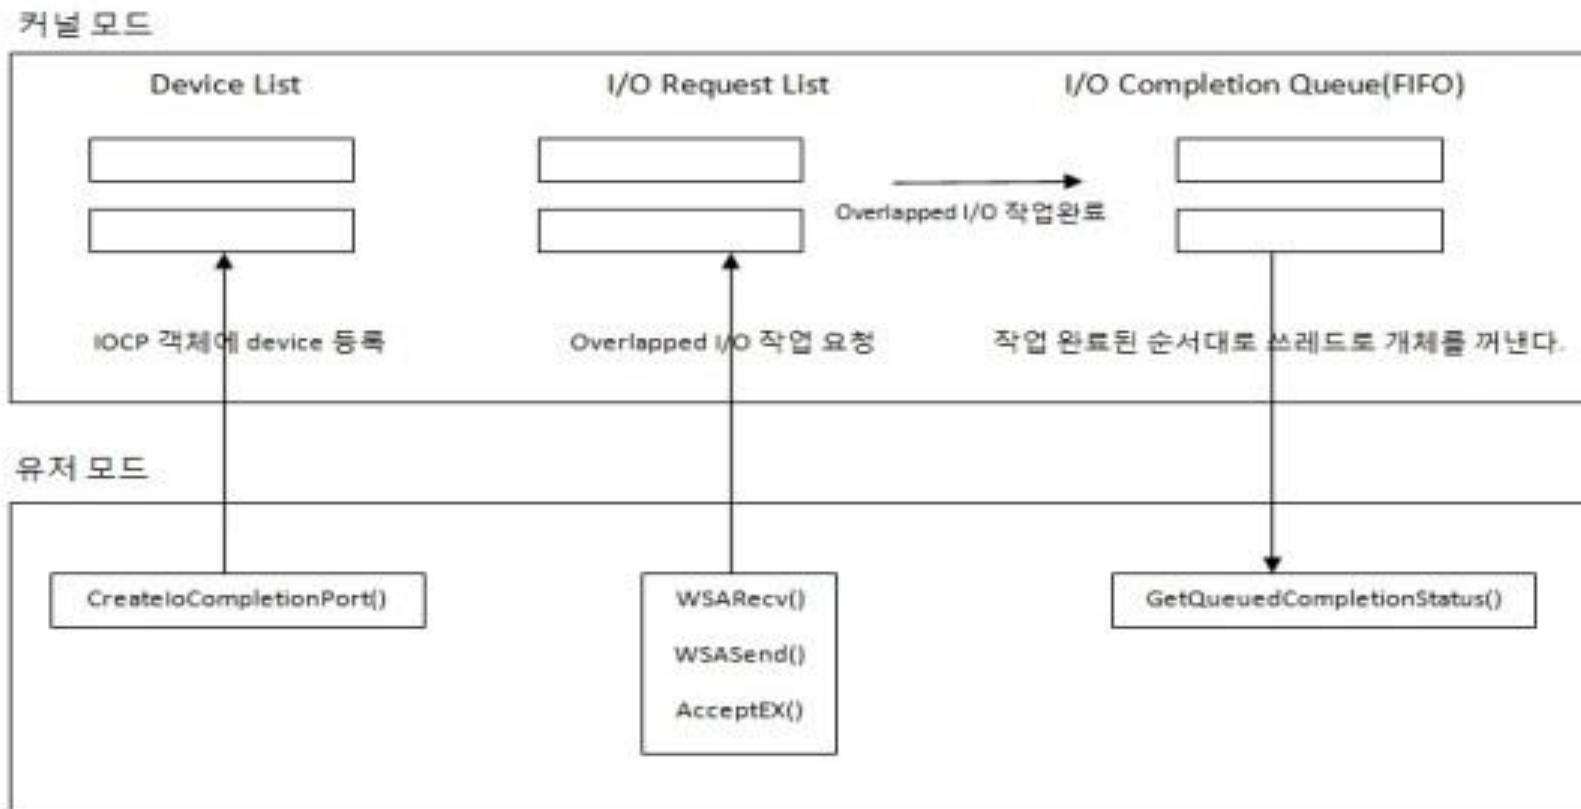 커널 모드
Device List
I/O Request List
I/O Completion Queue(FIFO)
Overlapped I/O 작업완료
IOCP 객체에 device 등록
Overlapped I/O 작업 요청
작업 완료된 순서대로 쓰레드로 개체를 꺼낸다.
유저 모드
CreateIoCompletionPort()
WSARecv()
WSASend()
AcceptEX()
GetQueuedCompletionStatus()